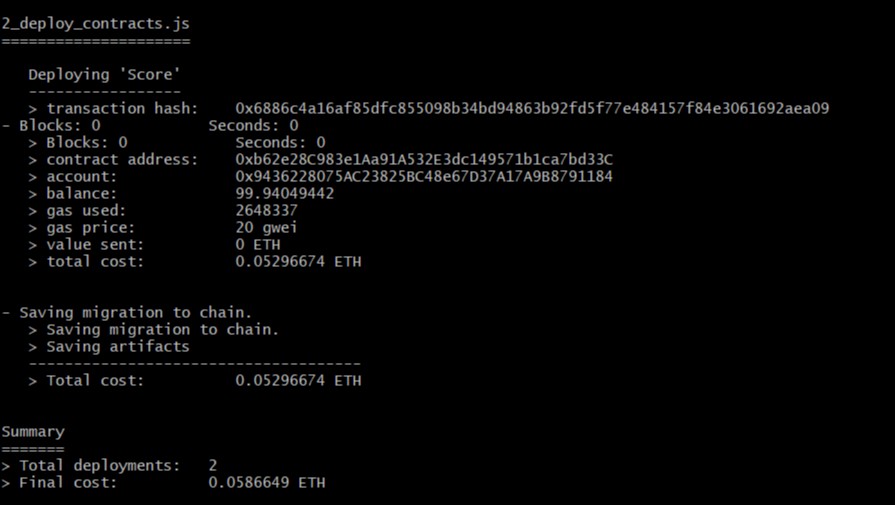 2_deploy_contracts.js
=====================
Deploying 'Score'
-----------------
> transaction hash: 0x6886c4a16af85dfc855098b34bd94863b92fd5f77e484157f84e3061692aea09
- Blocks: 0 Seconds: 0
> Blocks: 0 Seconds: 0
> contract address: 0xb62e28C983e1Aa91A532E3dc149571b1ca7bd33C
> account: 0x9436228075AC23825BC48e67D37A17A9B8791184
> balance: 99.94049442
> gas used: 2648337
> gas price: 20 gwei
> value sent: 0 ETH
> total cost: 0.05296674 ETH
- Saving migration to chain.
> Saving migration to chain.
> Saving artifacts
-------------------------------------
> Total cost: 0.05296674 ETH
Summary
=======
> Total deployments: 2
> Final cost: 0.0586649 ETH